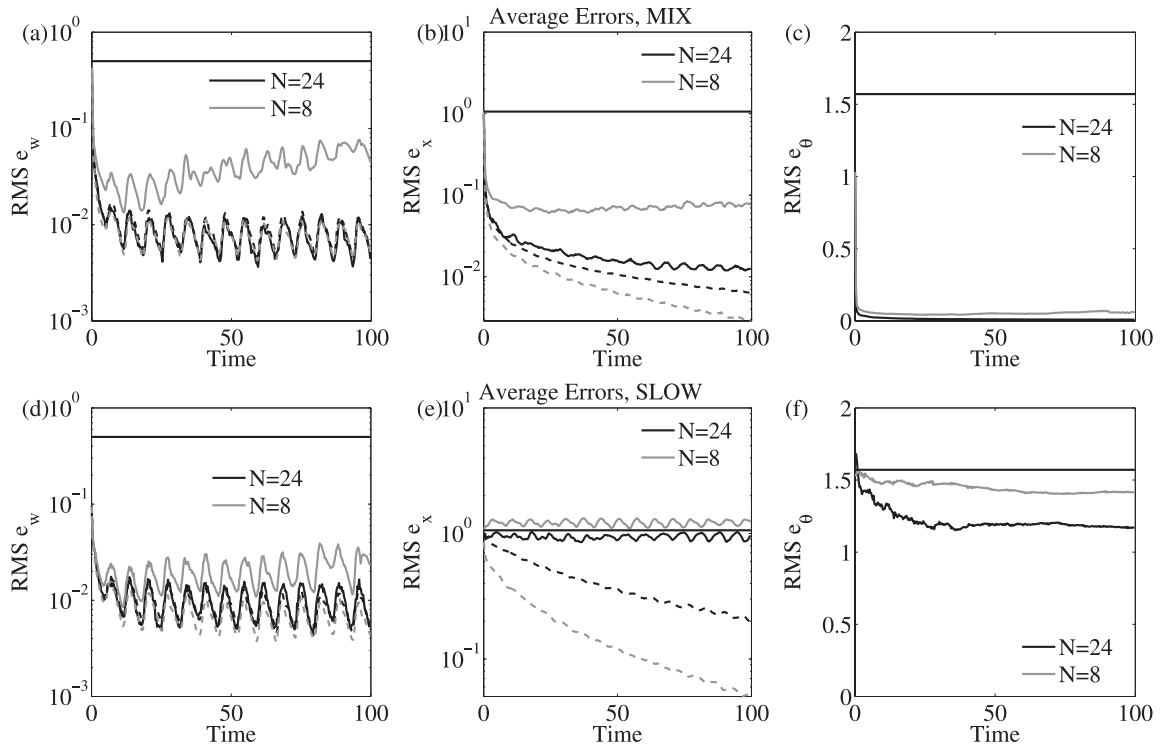 Average Errors, MIX
(a)
10^0
10^-1
10^-2
10^-3
RMS e_w
N=24
N=8
0
50
100
Time
(b)
10^1
10^0
10^-1
10^-2
RMS e_x
N=24
N=8
0
50
100
Time
(c)
2
1.5
1
0.5
0
RMS e_θ
N=24
N=8
0
50
100
Time
Average Errors, SLOW
(d)
10^0
10^-1
10^-2
10^-3
RMS e_w
N=24
N=8
0
50
100
Time
(e)
10^1
10^0
10^-1
RMS e_x
N=24
N=8
0
50
100
Time
(f)
2
1.5
1
0.5
0
RMS e_θ
N=24
N=8
0
50
100
Time